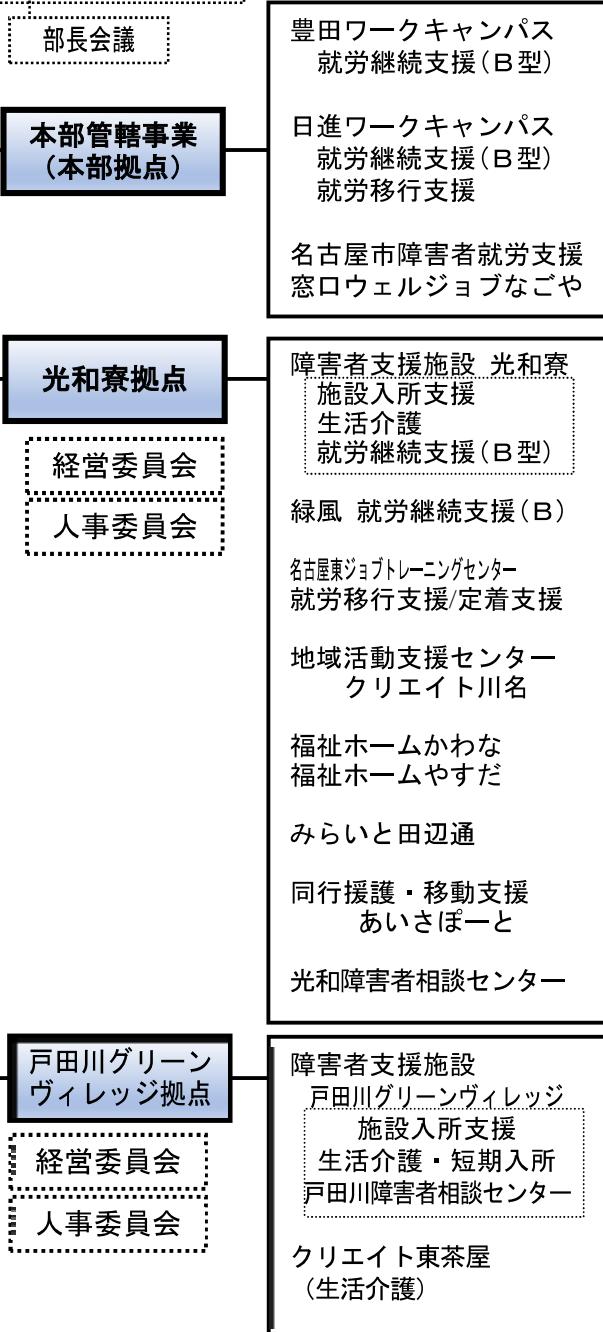 部長会議
本部管轄事業
（本部拠点）
豊田ワークキャンパス
就労継続支援（Ｂ型）
日進ワークキャンパス
就労継続支援（Ｂ型）
就労移行支援
名古屋市障害者就労支援
窓口ウェルジョブなごや
光和寮拠点
経営委員会
人事委員会
障害者支援施設 光和寮
施設入所支援
生活介護
就労継続支援（Ｂ型）
緑風 就労継続支援（Ｂ）
名古屋東ジョブトレーニングセンター
就労移行支援/定着支援
地域活動支援センター
クリエイト川名
福祉ホームかわな
福祉ホームやすだ
みらいと田辺通
同行援護・移動支援
あいさぽーと
光和障害者相談センター
戸田川グリーン
ヴィレッジ拠点
経営委員会
人事委員会
障害者支援施設
戸田川グリーンヴィレッジ
施設入所支援
生活介護・短期入所
戸田川障害者相談センター
クリエイト東茶屋
（生活介護）